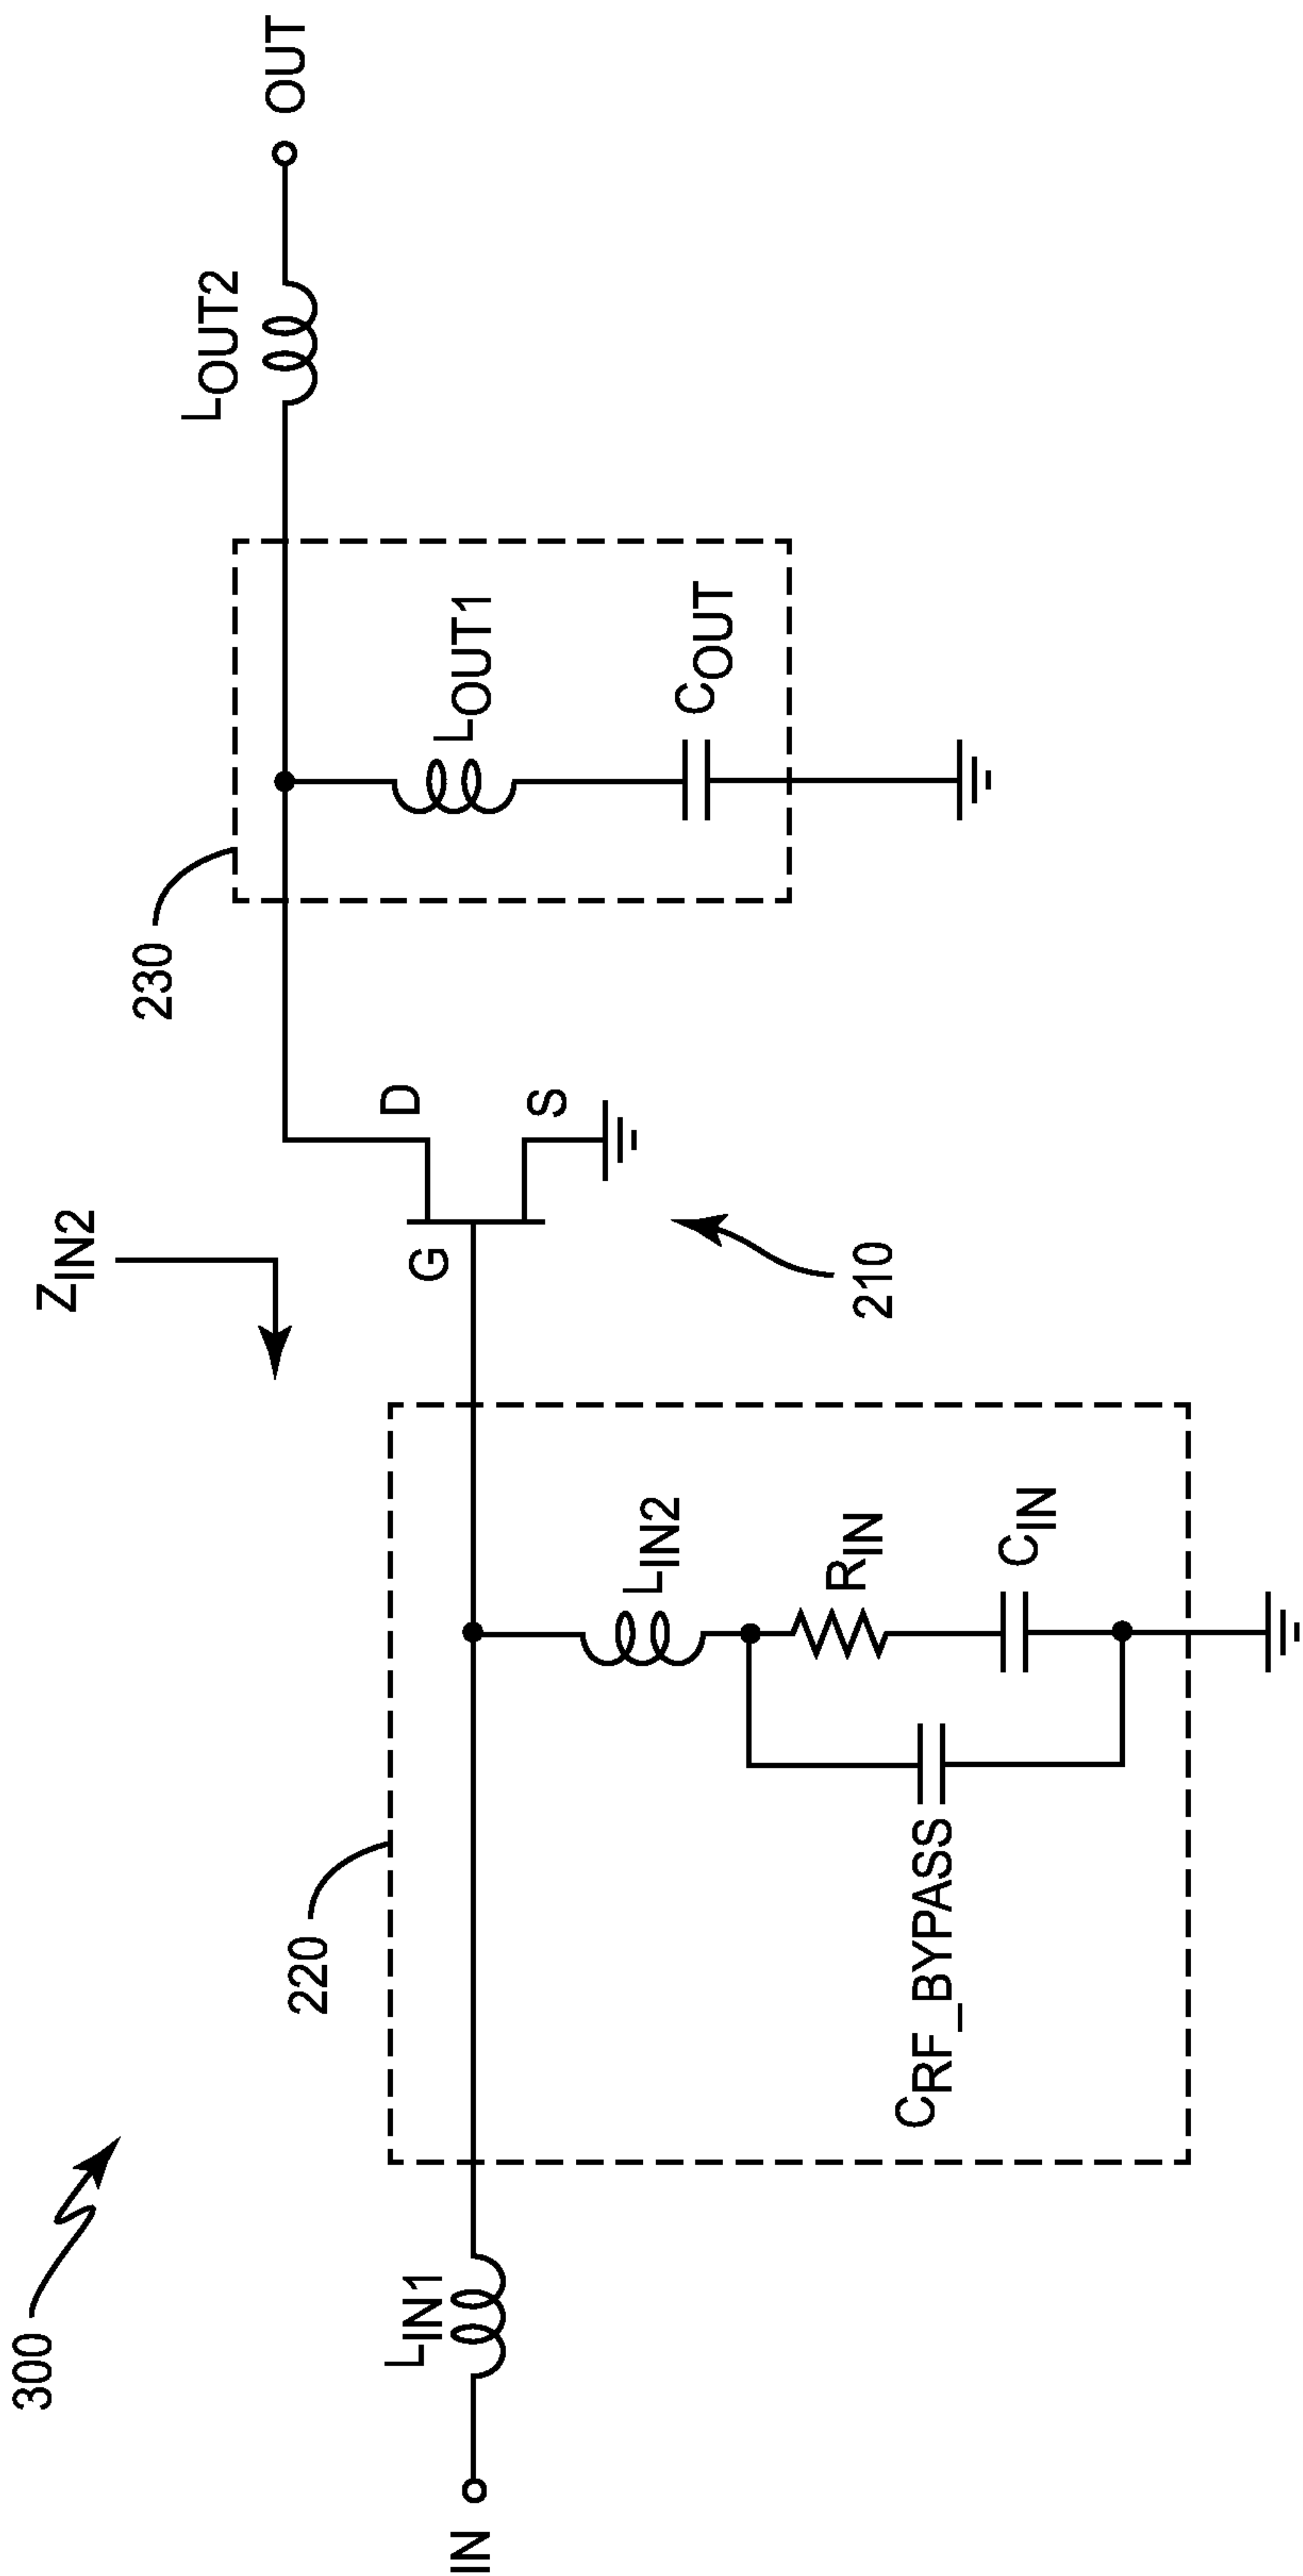 300
IN
LIN1
220
CRF_BYPASS
LIN2
RIN
CIN
ZIN2
G
D
S
210
230
LOUT1
COUT
LOUT2
OUT